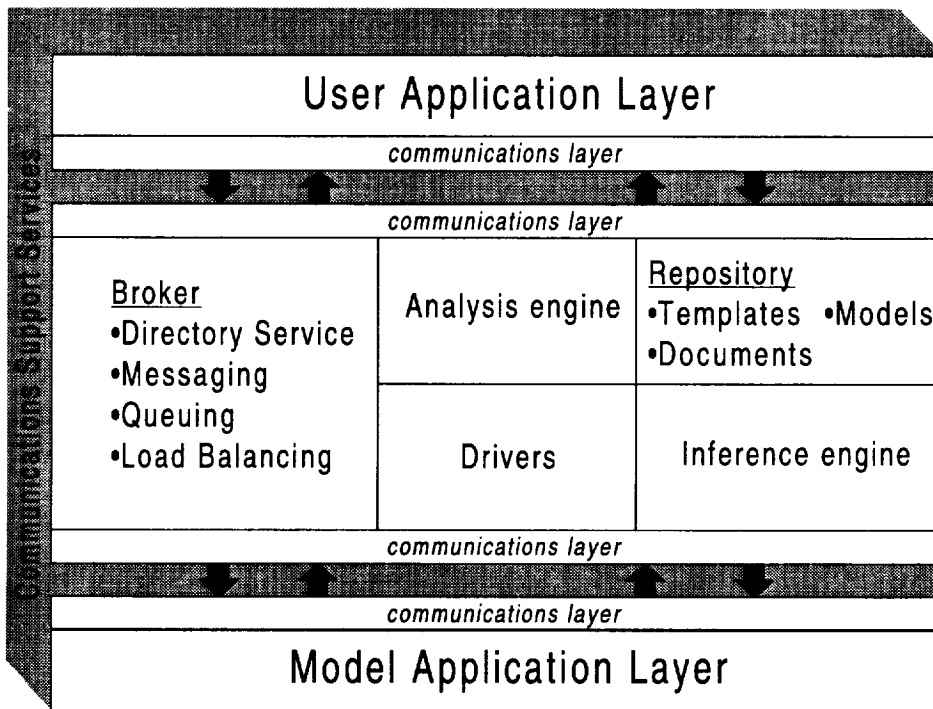 User Application Layer
communications layer
communications layer
Communications Support Services
Broker
•Directory Service
•Messaging
•Queuing
•Load Balancing
Analysis engine
Repository
•Templates •Models
•Documents
Drivers
Inference engine
communications layer
communications layer
Model Application Layer